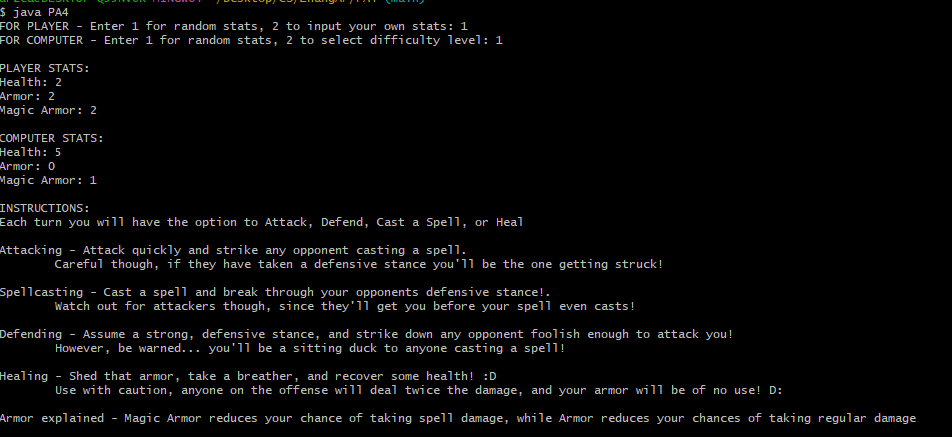 $ java PA4
FOR PLAYER - Enter 1 for random stats, 2 to input your own stats: 1
FOR COMPUTER - Enter 1 for random stats, 2 to select difficulty level: 1
PLAYER STATS:
Health: 2
Armor: 2
Magic Armor: 2
COMPUTER STATS:
Health: 5
Armor: 0
Magic Armor: 1
INSTRUCTIONS:
Each turn you will have the option to Attack, Defend, Cast a Spell, or Heal
Attacking - Attack quickly and strike any opponent casting a spell.
Careful though, if they have taken a defensive stance you'll be the one getting struck!
Spellcasting - Cast a spell and break through your opponents defensive stance!.
Watch out for attackers though, since they'll get you before your spell even casts!
Defending - Assume a strong, defensive stance, and strike down any opponent foolish enough to attack you!
However, be warned... you'll be a sitting duck to anyone casting a spell!
Healing - Shed that armor, take a breather, and recover some health! :D
Use with caution, anyone on the offense will deal twice the damage, and your armor will be of no use! D:
Armor explained - Magic Armor reduces your chance of taking spell damage, while Armor reduces your chances of taking regular damage